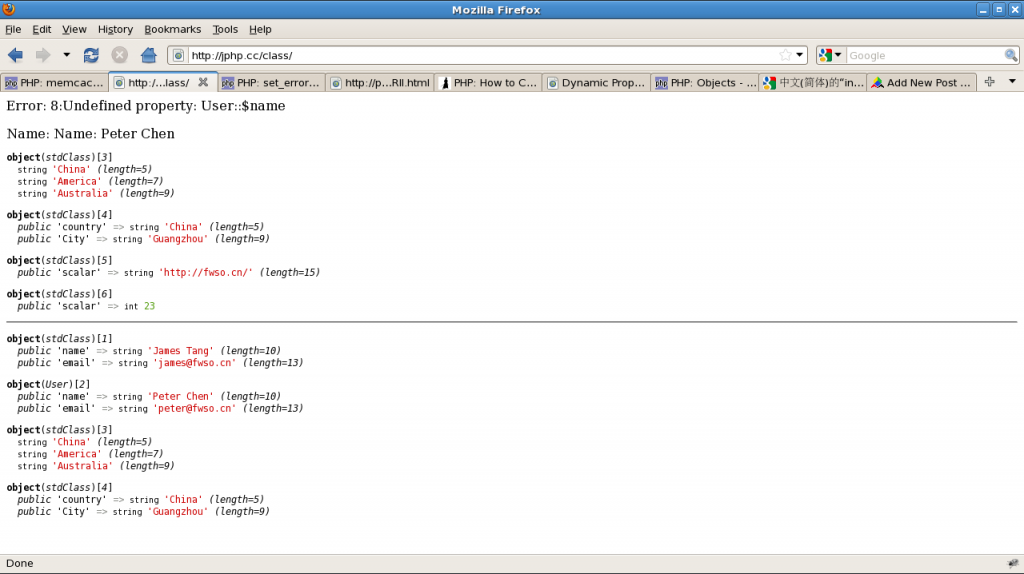 Mozilla Firefox
File Edit View History Bookmarks Tools Help
http://jphp.cc/class/ Google
PHP: memcac... http:/...lass/ PHP: set_error... http://p...RII.html PHP: How to C... Dynamic Prop... PHP: Objects - ... 中文(简体)的“in... Add New Post ...
Error: 8:Undefined property: User::$name
Name: Name: Peter Chen
object(stdClass)[3]
string 'China' (length=5)
string 'America' (length=7)
string 'Australia' (length=9)
object(stdClass)[4]
public 'country' => string 'China' (length=5)
public 'City' => string 'Guangzhou' (length=9)
object(stdClass)[5]
public 'scalar' => string 'http://fwso.cn/' (length=15)
object(stdClass)[6]
public 'scalar' => int 23
object(stdClass)[1]
public 'name' => string 'James Tang' (length=10)
public 'email' => string 'james@fwso.cn' (length=13)
object(User)[2]
public 'name' => string 'Peter Chen' (length=10)
public 'email' => string 'peter@fwso.cn' (length=13)
object(stdClass)[3]
string 'China' (length=5)
string 'America' (length=7)
string 'Australia' (length=9)
object(stdClass)[4]
public 'country' => string 'China' (length=5)
public 'City' => string 'Guangzhou' (length=9)
Done